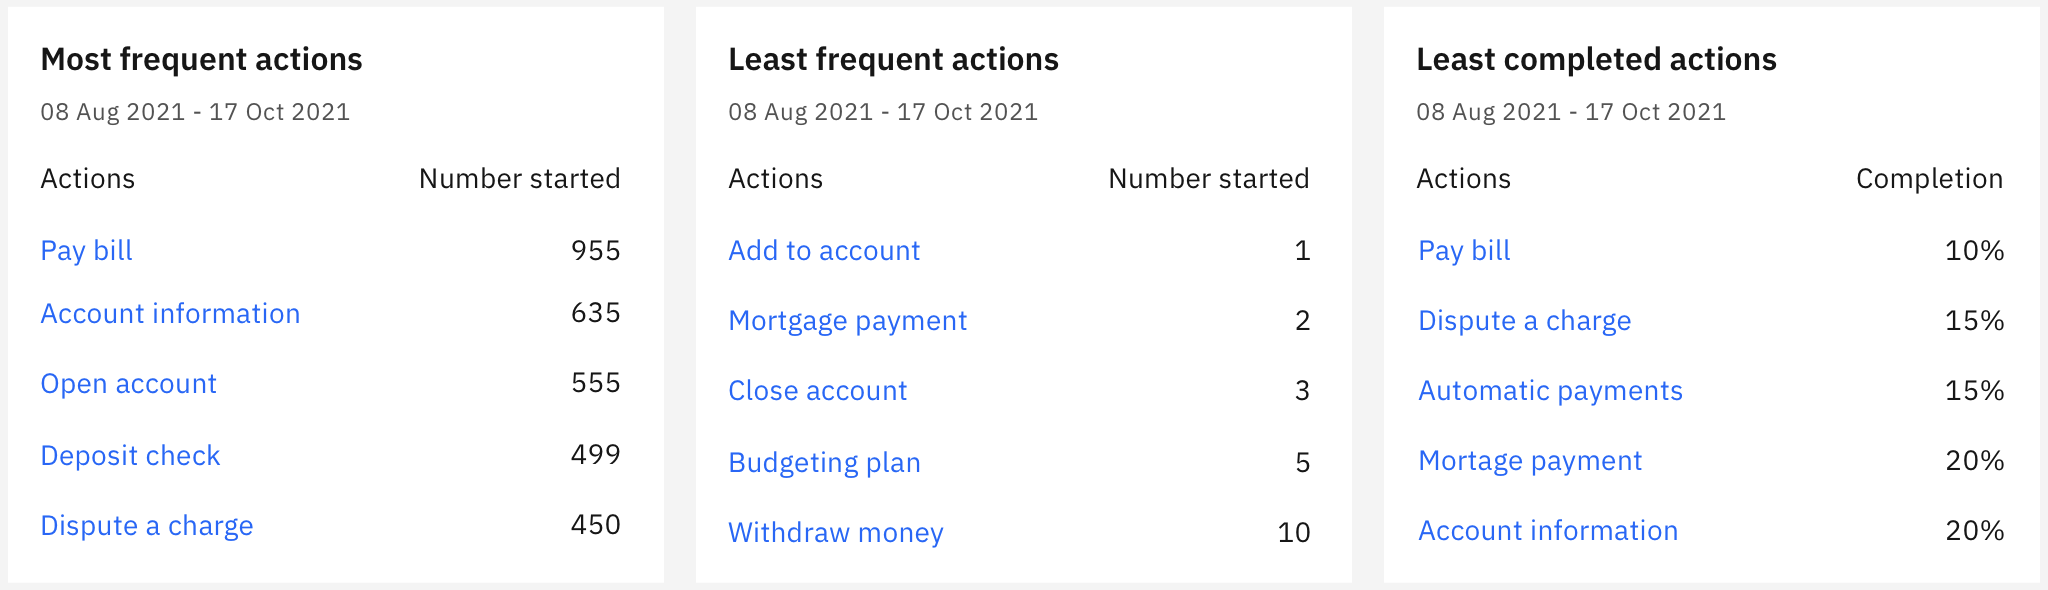 Most frequent actions
08 Aug 2021 - 17 Oct 2021
Actions Number started
Pay bill 955
Account information 635
Open account 555
Deposit check 499
Dispute a charge 450
Least frequent actions
08 Aug 2021 - 17 Oct 2021
Actions Number started
Add to account 1
Mortgage payment 2
Close account 3
Budgeting plan 5
Withdraw money 10
Least completed actions
08 Aug 2021 - 17 Oct 2021
Actions Completion
Pay bill 10%
Dispute a charge 15%
Automatic payments 15%
Mortage payment 20%
Account information 20%